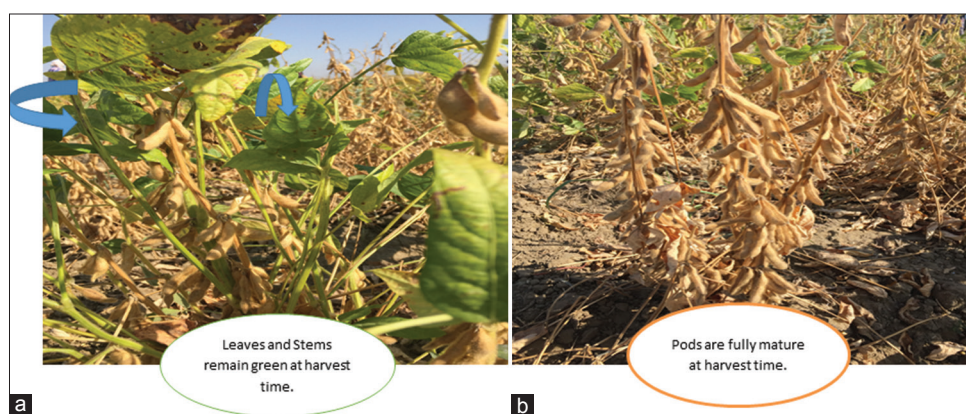 Leaves and Stems
remain green at harvest
time.
Pods are fully mature
at harvest time.
a
b